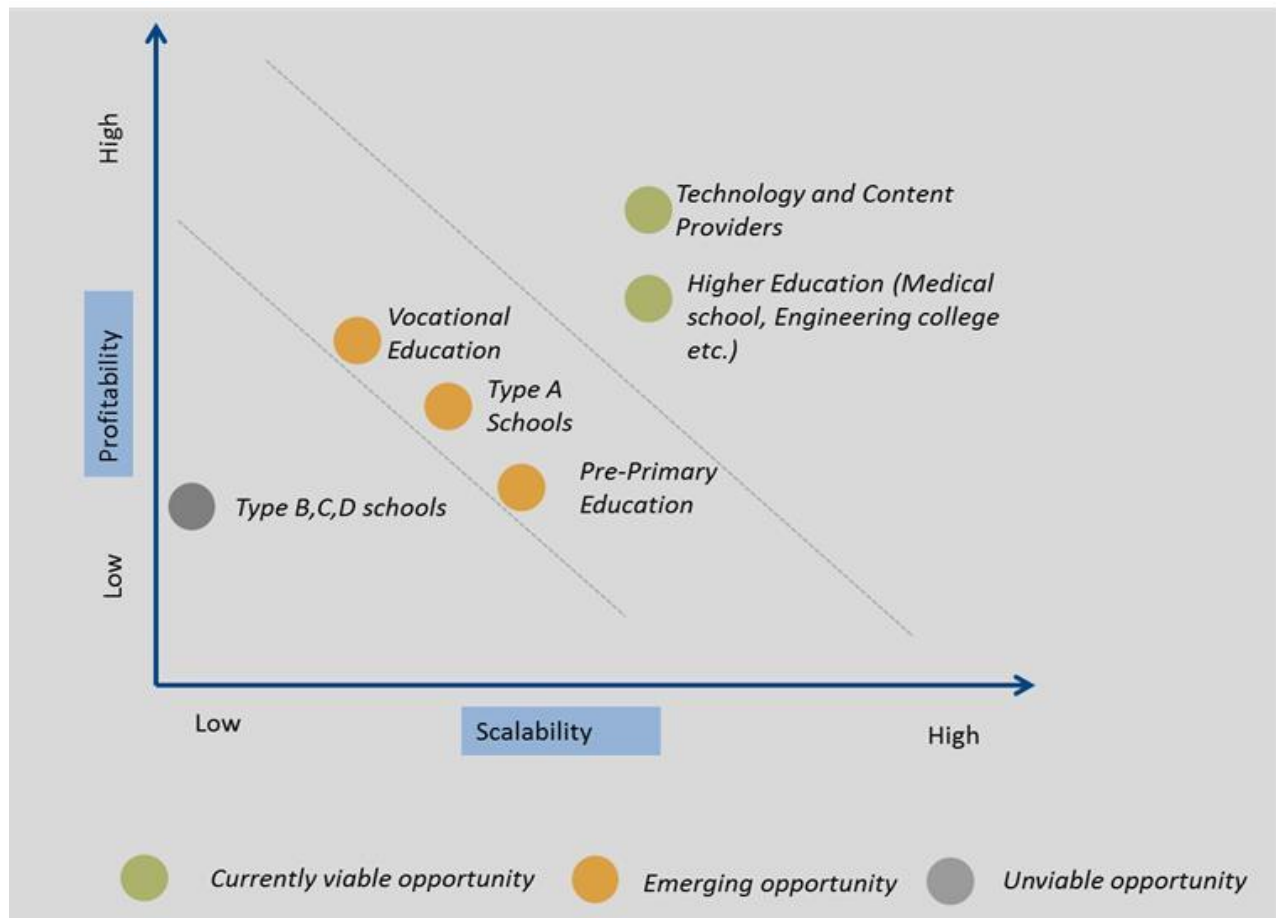 High
Technology and Content
Providers
Higher Education (Medical
school, Engineering college
etc.)
Vocational
Education
Type A
Schools
Profitability
Pre-Primary
Education
Type B,C,D schools
Low
Low
Scalability
High
Currently viable opportunity
Emerging opportunity
Unviable opportunity